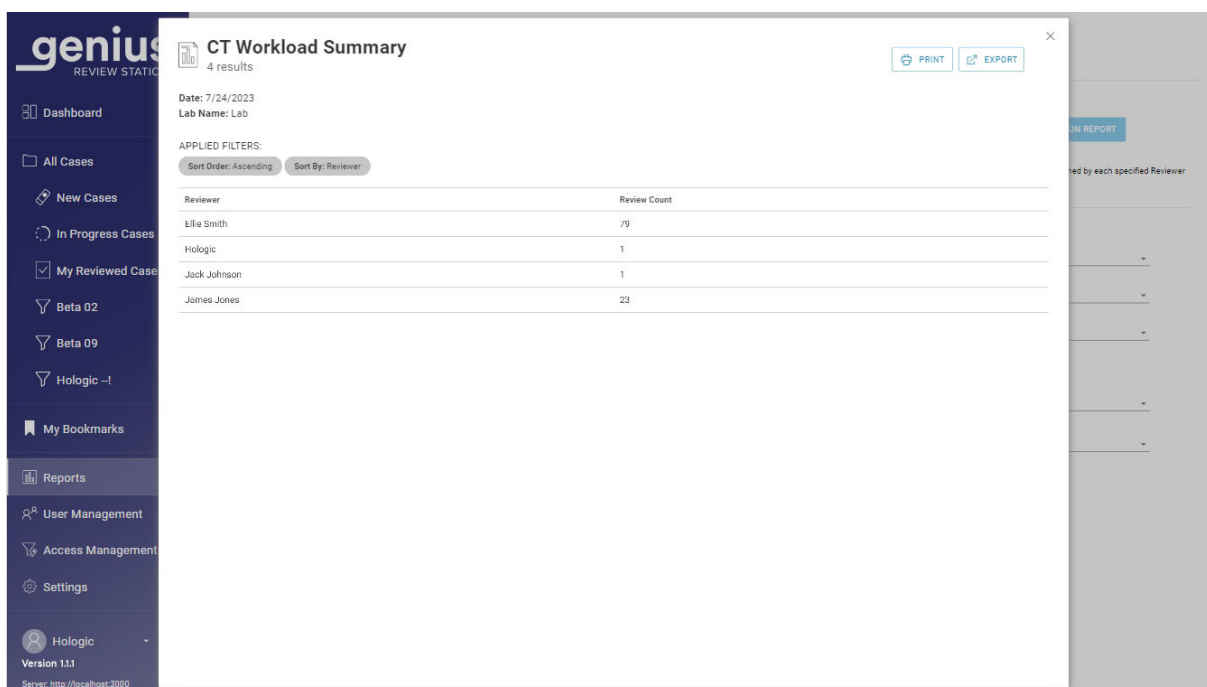 genius
REVIEW STATIO
Dashboard
All Cases
New Cases
In Progress Cases
My Reviewed Case
Beta 02
Beta 09
Hologic --!
My Bookmarks
Reports
User Management
Access Management
Settings
Hologic
Version 1.1.1
Server: http://localhost:3000
CT Workload Summary
4 results
PRINT
EXPORT
Date: 7/24/2023
Lab Name: Lab
APPLIED FILTERS:
Sort Order: Ascending Sort By: Reviewer
Reviewer Review Count
Ellie Smith 79
Hologic 1
Jack Johnson 1
James Jones 23
UN REPORT
ned by each specified Reviewer